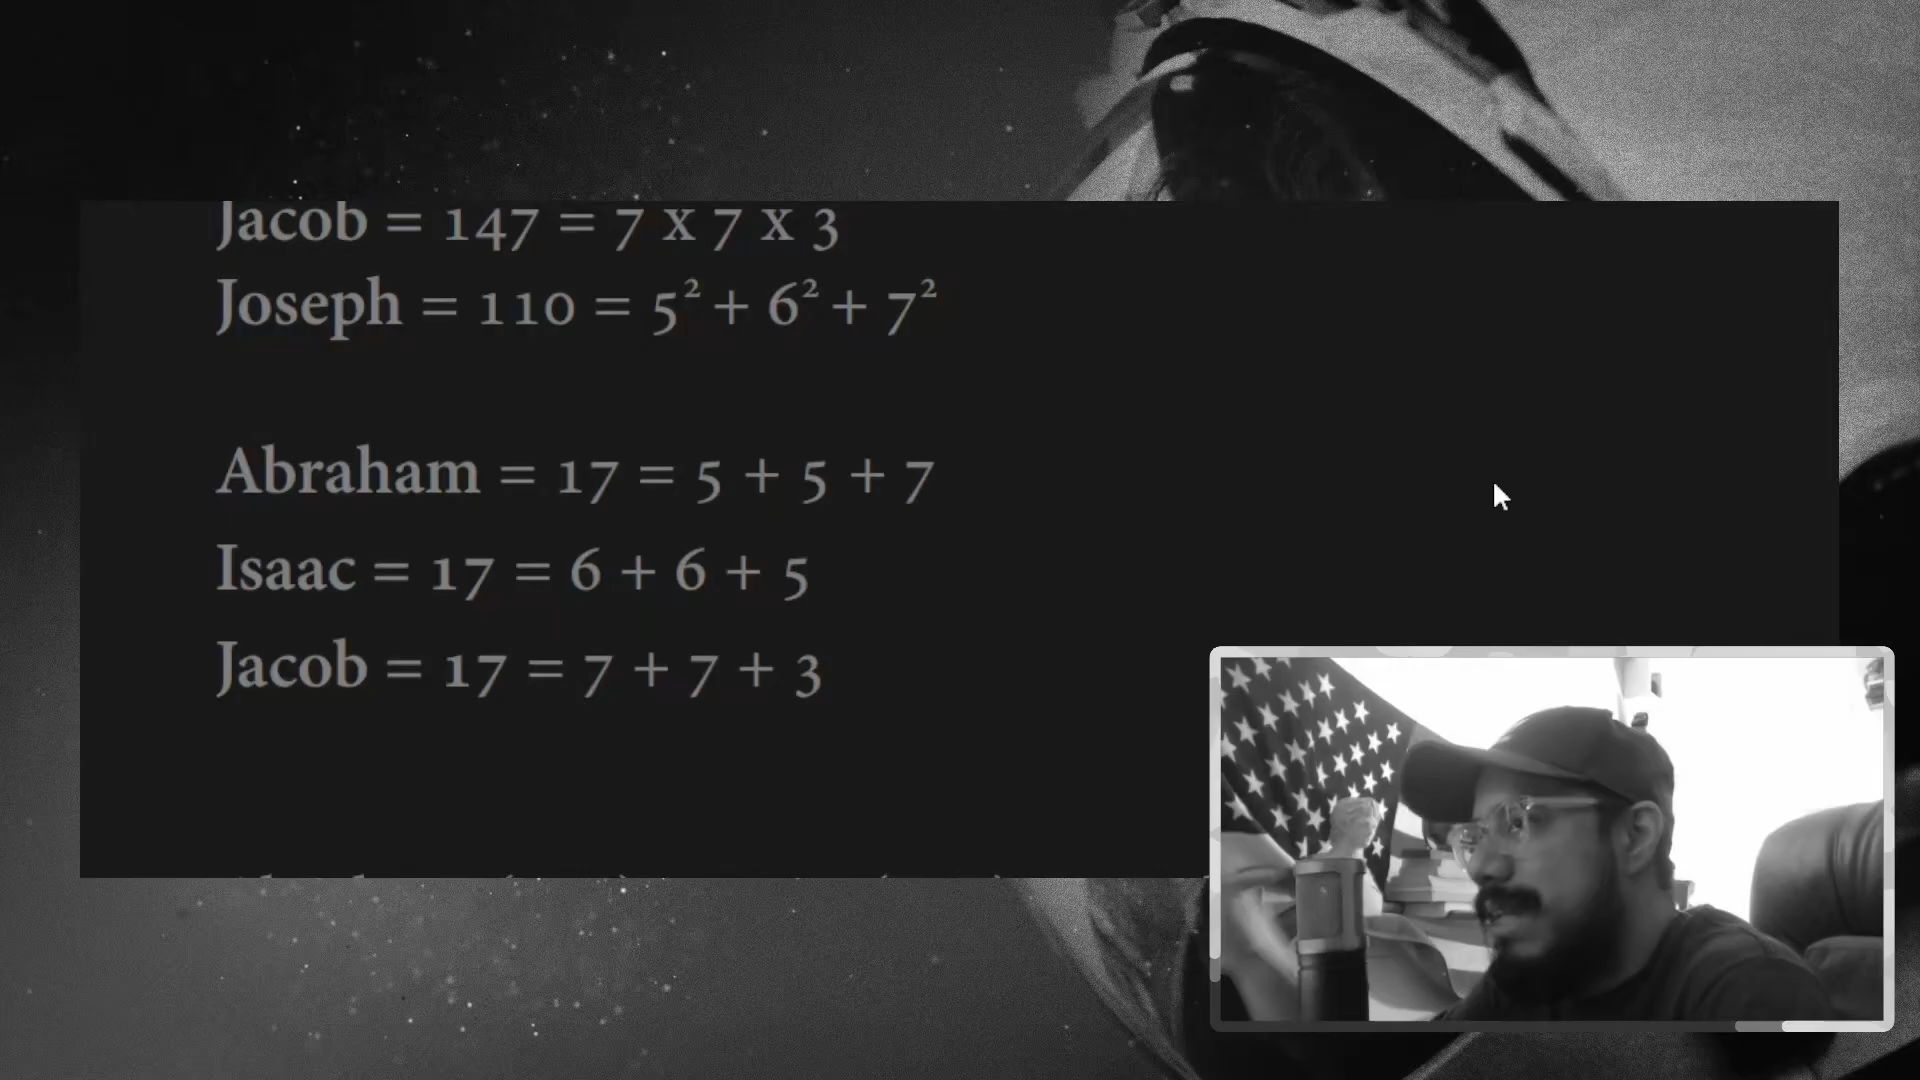 Jacob = 147 = 7 x 7 x 3
Joseph = 110 = 5² + 6² + 7²
Abraham = 17 = 5 + 5 + 7
Isaac = 17 = 6 + 6 + 5
Jacob = 17 = 7 + 7 + 3